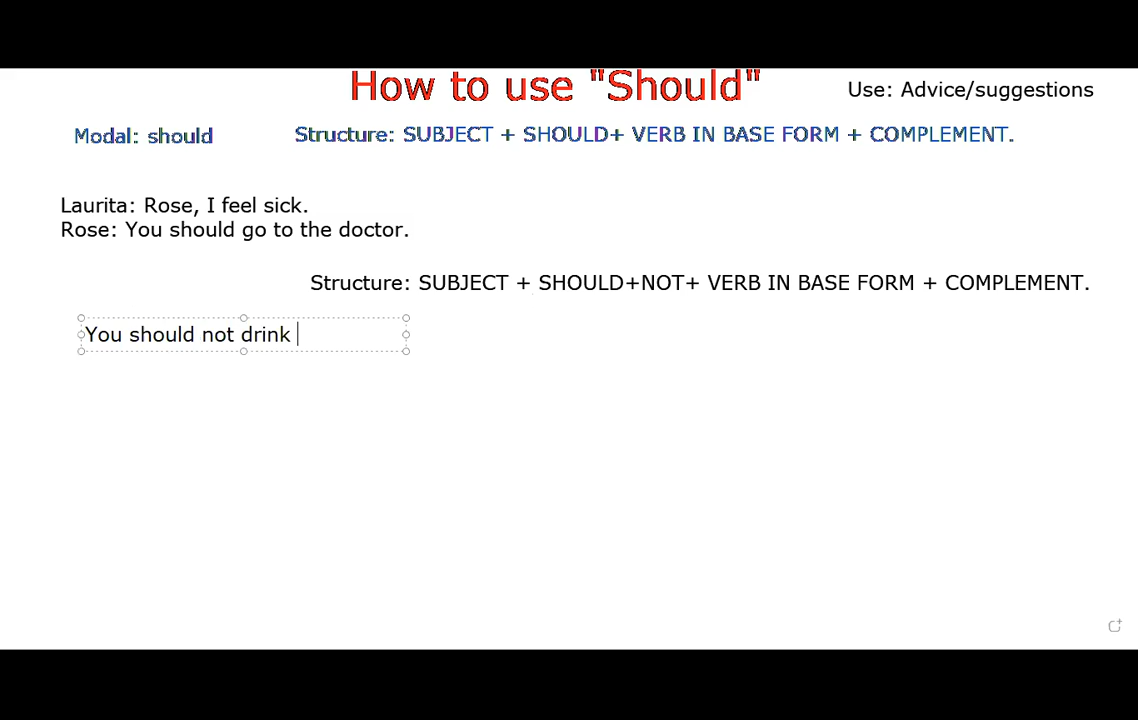 How to use "Should"
Use: Advice/suggestions
Modal: should
Structure: SUBJECT + SHOULD+ VERB IN BASE FORM + COMPLEMENT.
Laurita: Rose, I feel sick.
Rose: You should go to the doctor.
Structure: SUBJECT + SHOULD+NOT+ VERB IN BASE FORM + COMPLEMENT.
You should not drink